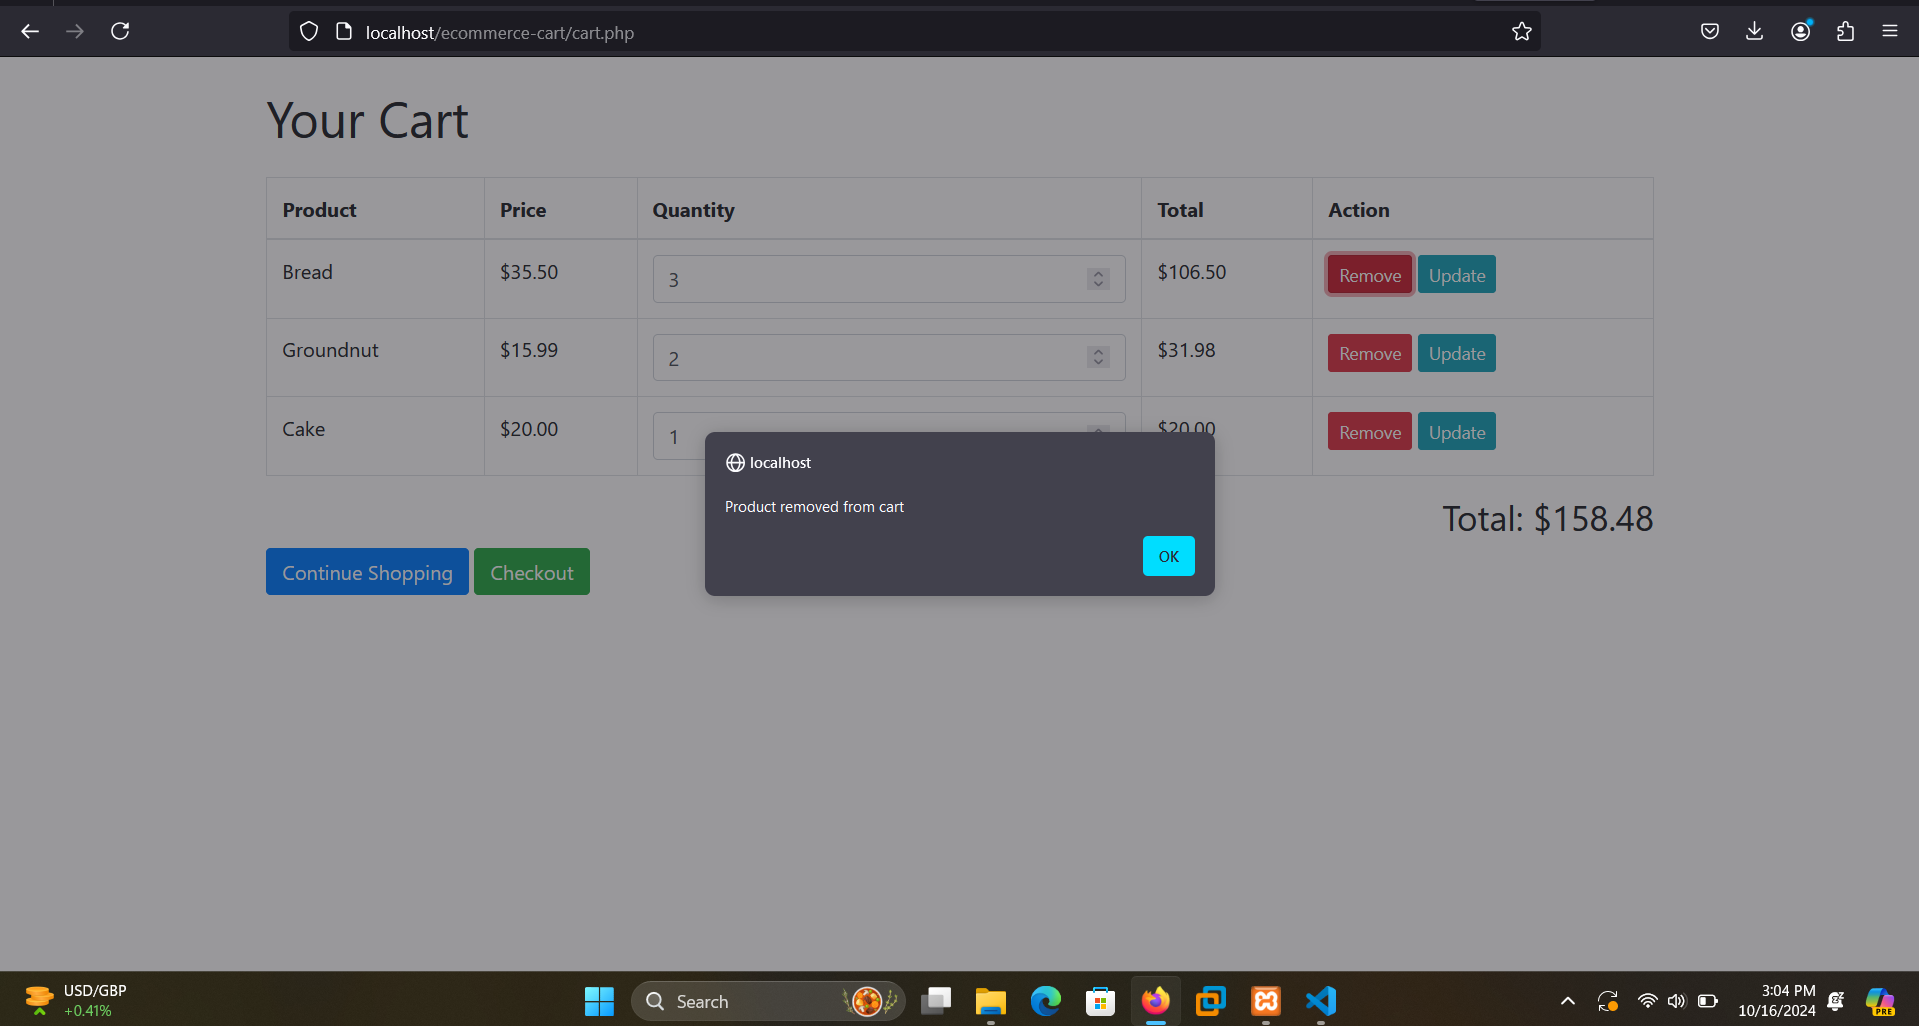 localhost/ecommerce-cart/cart.php
Your Cart
Product Price Quantity Total Action
Bread $35.50 3 $106.50 Remove Update
Groundnut $15.99 2 $31.98 Remove Update
Cake $20.00 1 $20.00 Remove Update
localhost
Product removed from cart
OK
Total: $158.48
Continue Shopping Checkout
USD/GBP
+0.41%
Search
3:04 PM
10/16/2024
PRE